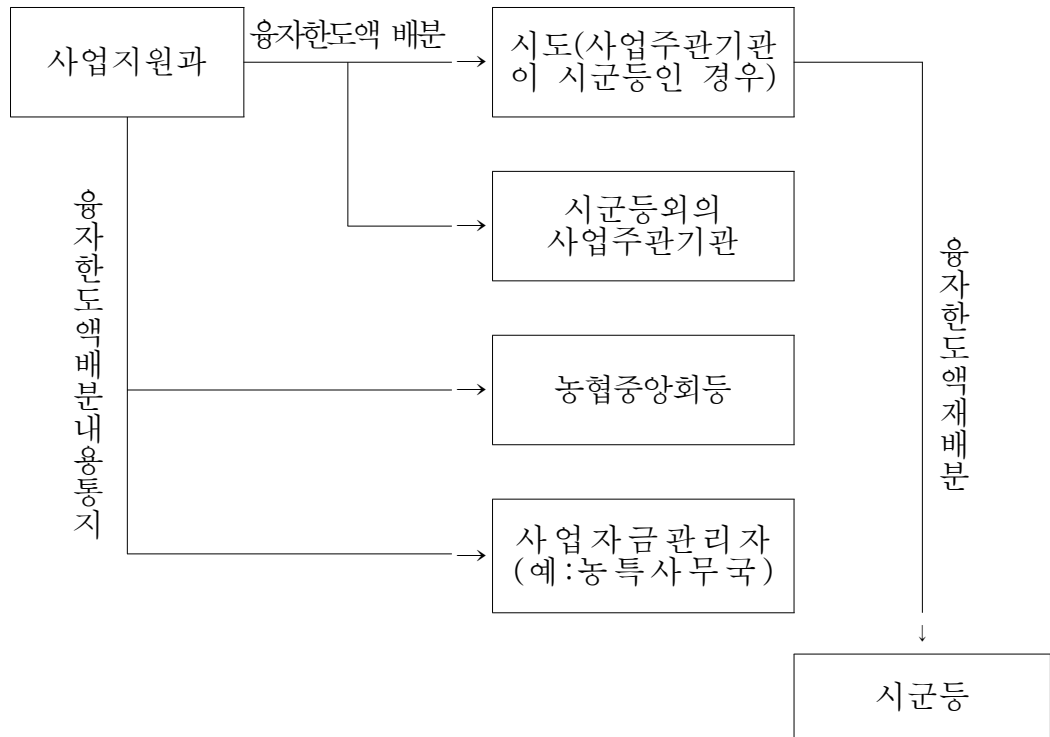 사업지원과
융자한도액 배분
시도(사업주관기관
이 시군등인 경우)
시군등외의
사업주관기관
융자한도액배분내용통지
융자한도액재배분
농협중앙회등
사업자금관리자
(예:농특사무국)
시군등